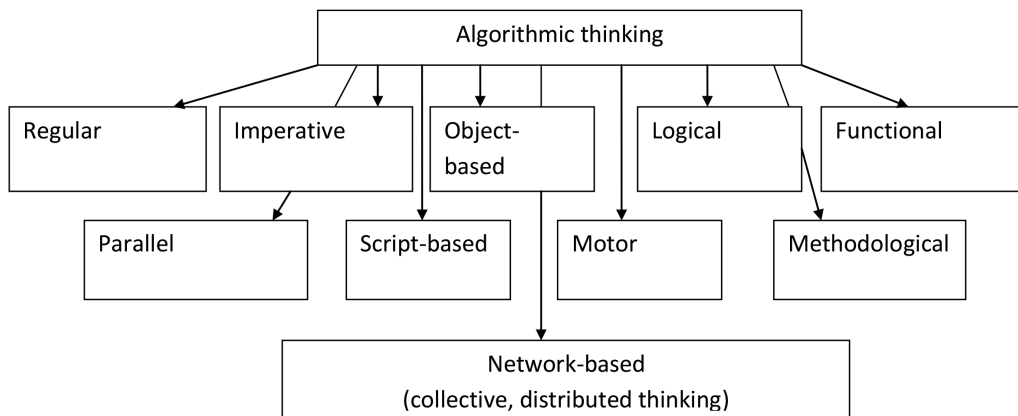 Algorithmic thinking
Regular
Imperative
Object-
based
Logical
Functional
Parallel
Script-based
Motor
Methodological
Network-based
(collective, distributed thinking)